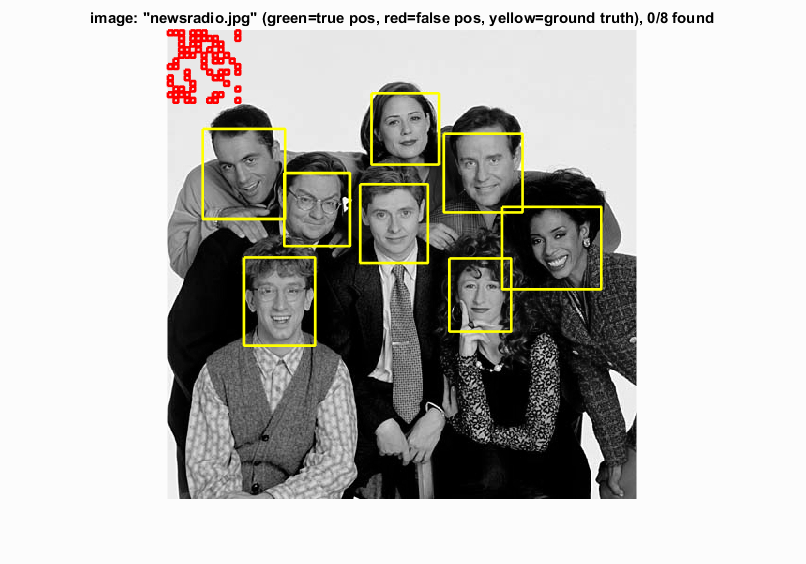 image: "newsradio.jpg" (green=true pos, red=false pos, yellow=ground truth), 0/8 found